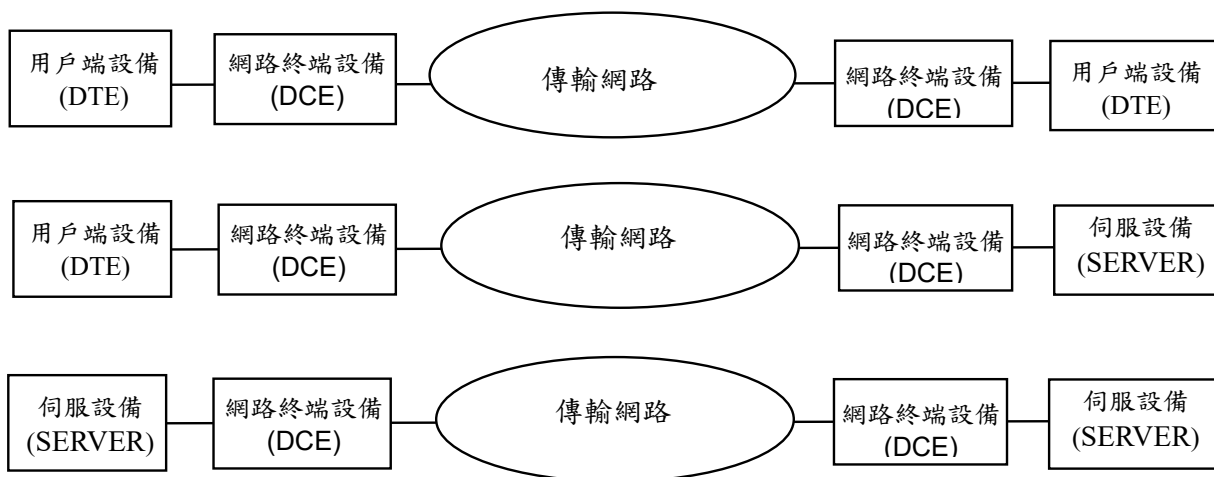 用戶端設備
(DTE)
網路終端設備
(DCE)
傳輸網路
網路終端設備
(DCE)
用戶端設備
(DTE)
用戶端設備
(DTE)
網路終端設備
(DCE)
傳輸網路
網路終端設備
(DCE)
伺服設備
(SERVER)
伺服設備
(SERVER)
網路終端設備
(DCE)
傳輸網路
網路終端設備
(DCE)
伺服設備
(SERVER)